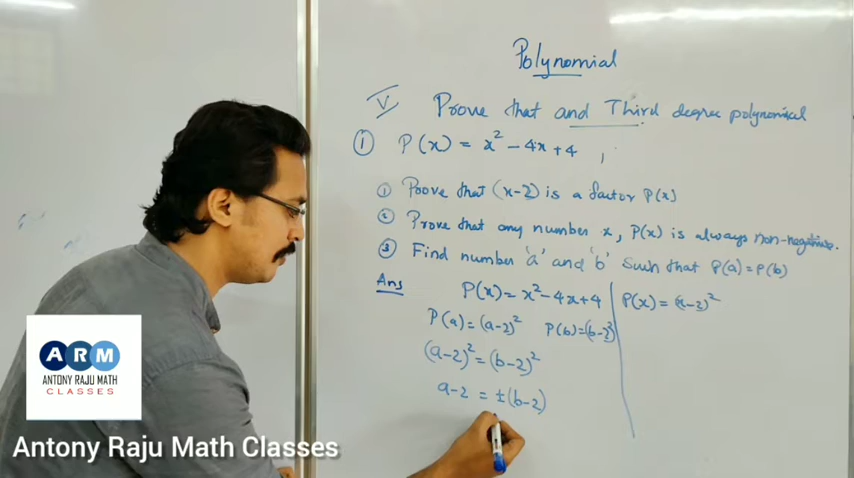 Polynomial
V Prove that and Third degree polynomial
① P(x) = x² - 4x + 4 ,
① Prove that (x-2) is a factor P(x)
② Prove that any number x, P(x) is always non-negative.
③ Find number 'a' and 'b' such that P(a) = P(b)
Ans
P(x) = x² - 4x + 4
P(x) = (x-2)²
P(a) = (a-2)² P(b) = (b-2)²
(a-2)² = (b-2)²
a-2 = ±(b-2)
ARM
ANTONY RAJU MATH
CLASSES
Antony Raju Math Classes